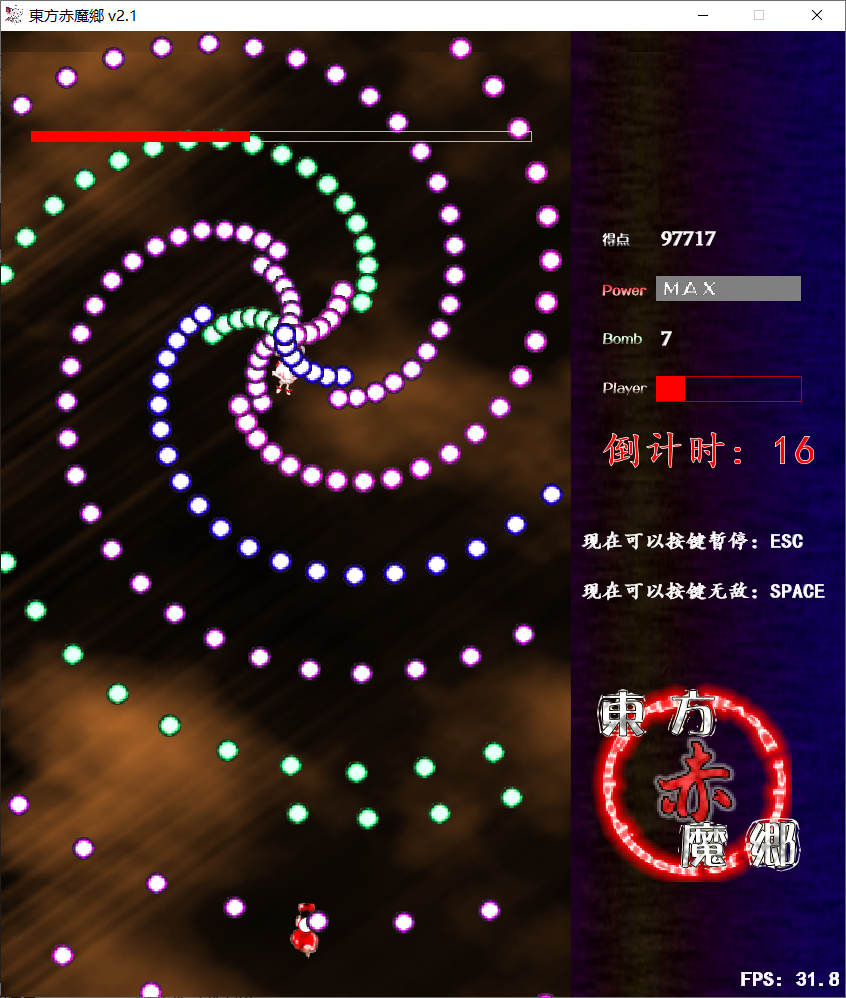 東方赤魔鄉 v2.1
得点 97717
Power MAX
Bomb 7
Player
倒计时：16
现在可以按键暂停：ESC
现在可以按键无敌：SPACE
東方
赤
魔鄉
FPS: 31.8